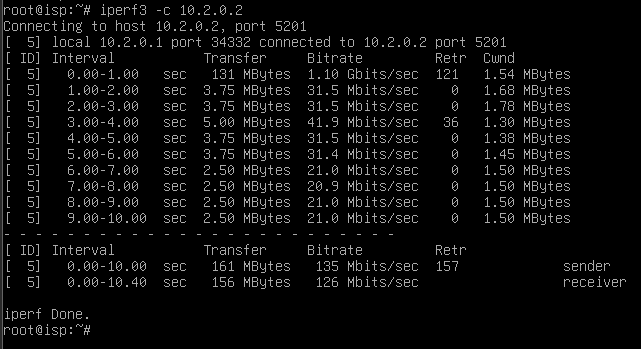 root@isp:~# iperf3 -c 10.2.0.2
Connecting to host 10.2.0.2, port 5201
[  5] local 10.2.0.1 port 34332 connected to 10.2.0.2 port 5201
[ ID] Interval           Transfer     Bitrate         Retr  Cwnd
[  5]   0.00-1.00   sec   131 MBytes  1.10 Gbits/sec  121   1.54 MBytes
[  5]   1.00-2.00   sec  3.75 MBytes  31.5 Mbits/sec    0   1.68 MBytes
[  5]   2.00-3.00   sec  3.75 MBytes  31.5 Mbits/sec    0   1.78 MBytes
[  5]   3.00-4.00   sec  5.00 MBytes  41.9 Mbits/sec   36   1.30 MBytes
[  5]   4.00-5.00   sec  3.75 MBytes  31.5 Mbits/sec    0   1.38 MBytes
[  5]   5.00-6.00   sec  3.75 MBytes  31.4 Mbits/sec    0   1.45 MBytes
[  5]   6.00-7.00   sec  2.50 MBytes  21.0 Mbits/sec    0   1.50 MBytes
[  5]   7.00-8.00   sec  2.50 MBytes  20.9 Mbits/sec    0   1.50 MBytes
[  5]   8.00-9.00   sec  2.50 MBytes  21.0 Mbits/sec    0   1.50 MBytes
[  5]   9.00-10.00  sec  2.50 MBytes  21.0 Mbits/sec    0   1.50 MBytes
- - - - - - - - - - - - - - - - - - - - - - - - -
[ ID] Interval           Transfer     Bitrate         Retr
[  5]   0.00-10.00  sec   161 MBytes   135 Mbits/sec  157             sender
[  5]   0.00-10.40  sec   156 MBytes   126 Mbits/sec                  receiver
iperf Done.
root@isp:~#